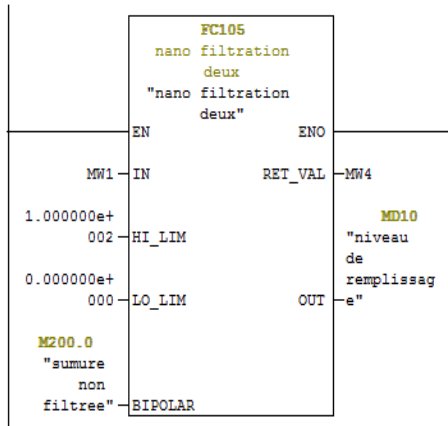 FC105
nano filtration
deux
"nano filtration
deux"
EN ENO
MW1 IN RET_VAL MW4
1.000000e+
002 HI_LIM
MD10
"niveau
de
remplissag
e"
0.000000e+
000 LO_LIM OUT
M200.0
"sumure
non
filtree" BIPOLAR